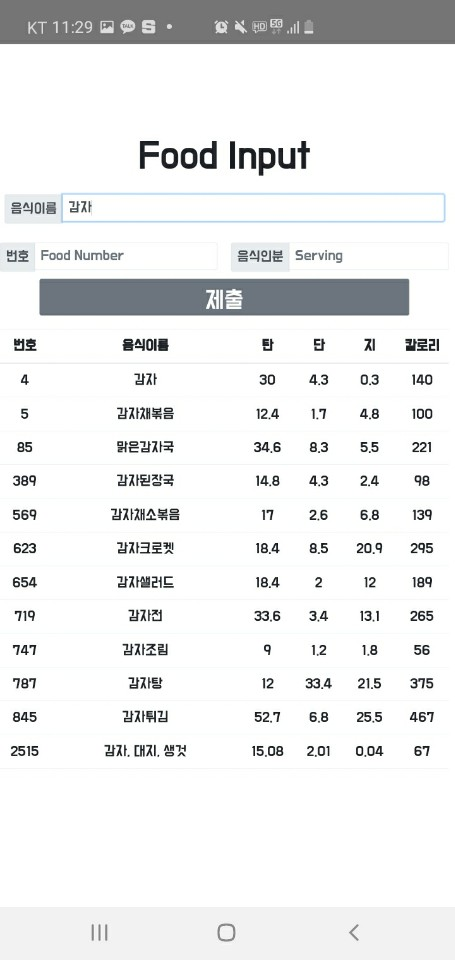 KT 11:29 TALK S HD 5G
Food Input
음식이름 감자
번호 Food Number 음식인분 Serving
제출
번호 음식이름 탄 단 지 칼로리
4 감자 30 4.3 0.3 140
5 감자채볶음 12.4 1.7 4.8 100
85 맑은감자국 34.6 8.3 5.5 221
389 감자된장국 14.8 4.3 2.4 98
569 감자채소볶음 17 2.6 6.8 139
623 감자크로켓 18.4 8.5 20.9 295
654 감자샐러드 18.4 2 12 189
719 감자전 33.6 3.4 13.1 265
747 감자조림 9 1.2 1.8 56
787 감자탕 12 33.4 21.5 375
845 감자튀김 52.7 6.8 25.5 467
2515 감자, 대지, 생것 15.08 2.01 0.04 67